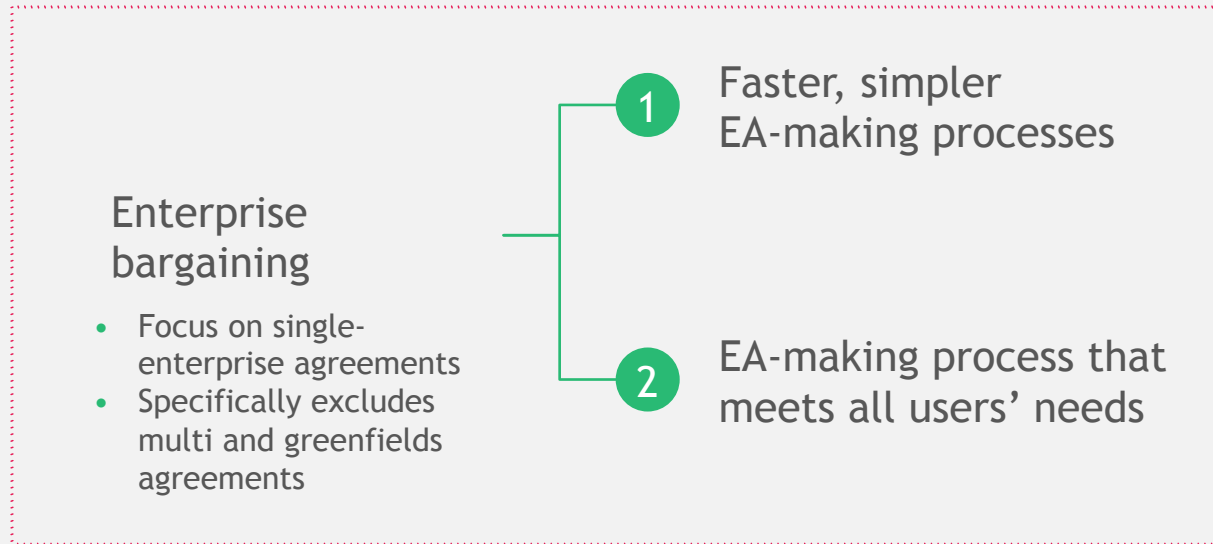 Enterprise
bargaining
• Focus on single-
enterprise agreements
• Specifically excludes
multi and greenfields
agreements
1
Faster, simpler
EA-making processes
2
EA-making process that
meets all users’ needs